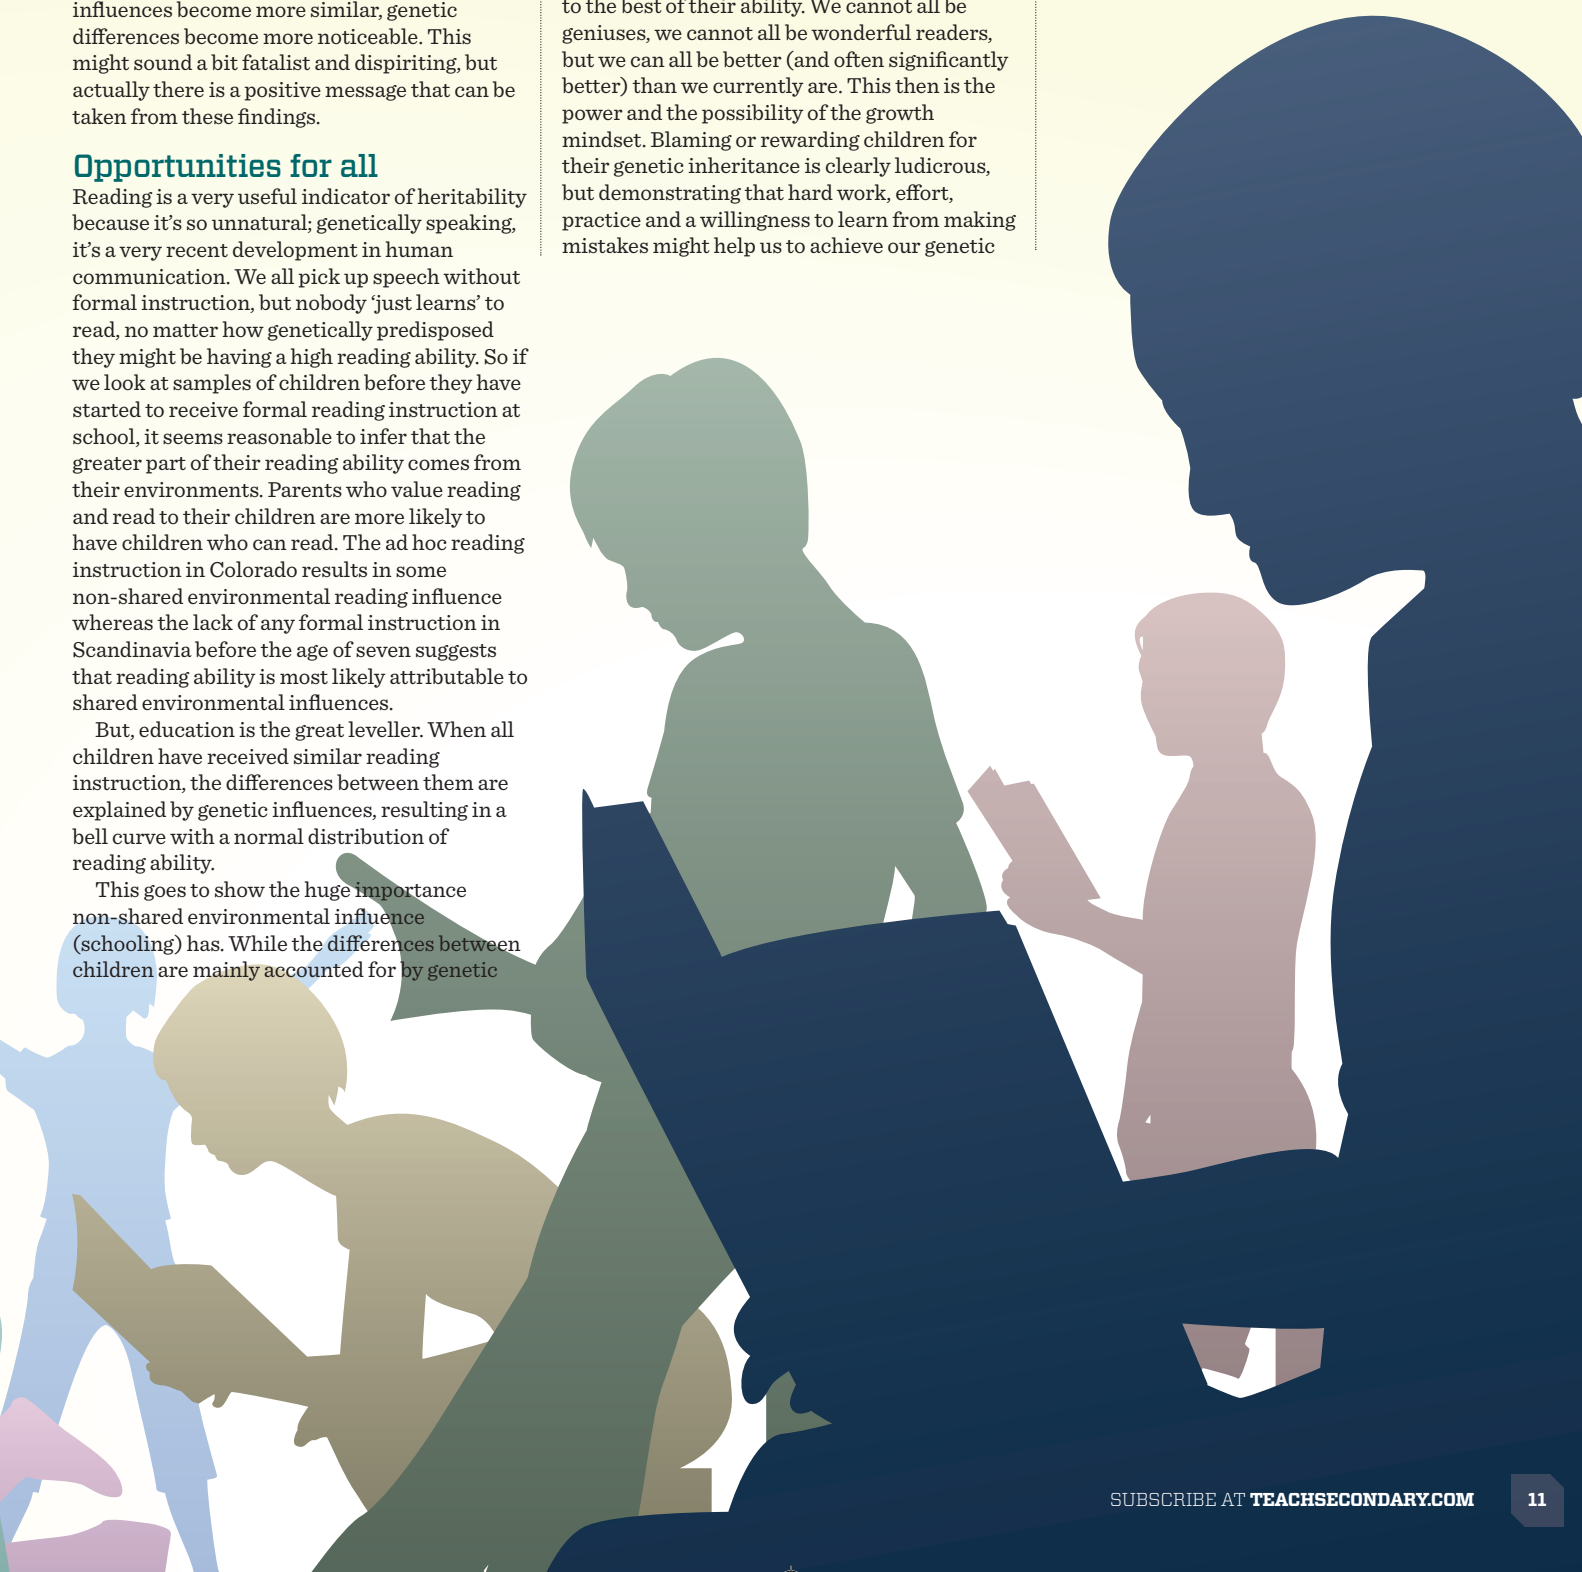 influences become more similar, genetic
differences become more noticeable. This
might sound a bit fatalist and dispiriting, but
actually there is a positive message that can be
taken from these findings.
Opportunities for all
Reading is a very useful indicator of heritability
because it’s so unnatural; genetically speaking,
it’s a very recent development in human
communication. We all pick up speech without
formal instruction, but nobody ‘just learns’ to
read, no matter how genetically predisposed
they might be having a high reading ability. So if
we look at samples of children before they have
started to receive formal reading instruction at
school, it seems reasonable to infer that the
greater part of their reading ability comes from
their environments. Parents who value reading
and read to their children are more likely to
have children who can read. The ad hoc reading
instruction in Colorado results in some
non-shared environmental reading influence
whereas the lack of any formal instruction in
Scandinavia before the age of seven suggests
that reading ability is most likely attributable to
shared environmental influences.
But, education is the great leveller. When all
children have received similar reading
instruction, the differences between them are
explained by genetic influences, resulting in a
bell curve with a normal distribution of
reading ability.
This goes to show the huge importance
non-shared environmental influence
(schooling) has. While the differences between
children are mainly accounted for by genetic
to the best of their ability. We cannot all be
geniuses, we cannot all be wonderful readers,
but we can all be better (and often significantly
better) than we currently are. This then is the
power and the possibility of the growth
mindset. Blaming or rewarding children for
their genetic inheritance is clearly ludicrous,
but demonstrating that hard work, effort,
practice and a willingness to learn from making
mistakes might help us to achieve our genetic
SUBSCRIBE AT TEACHSECONDARY.COM
11